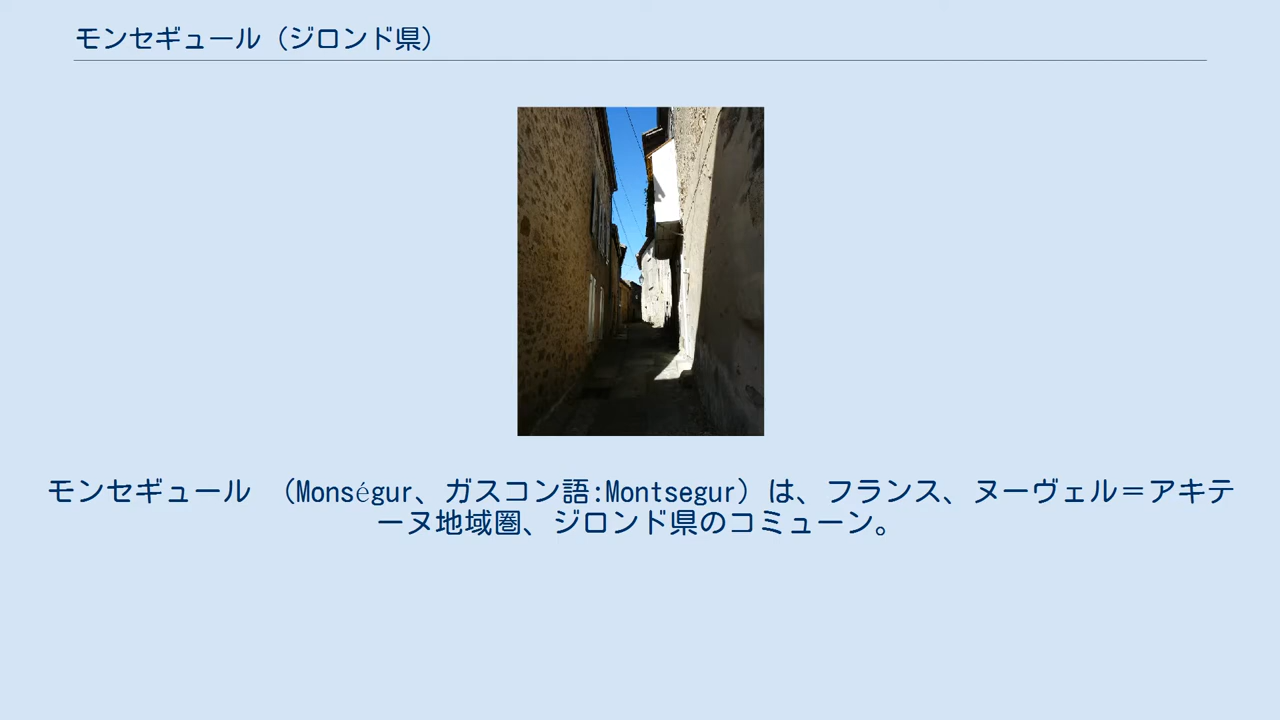 モンセギュール（ジロンド県）
モンセギュール　（Monségur、ガスコン語:Montsegur）は、フランス、ヌーヴェル＝アキテ
ーヌ地域圏、ジロンド県のコミューン。